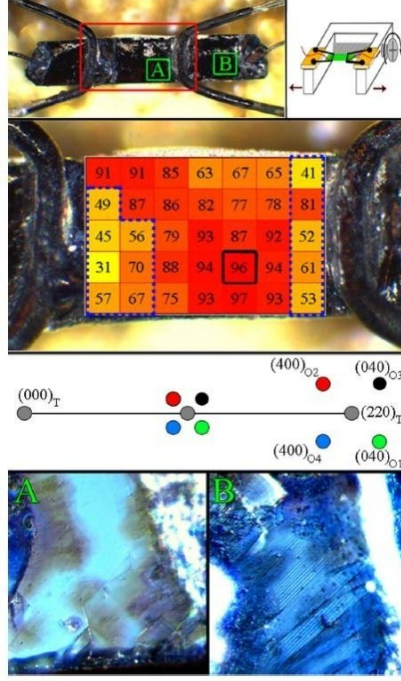 A
B
91 91 85 63 67 65 41
49 87 86 82 77 78 81
45 56 79 93 87 92 52
31 70 88 94 96 94 61
57 67 75 93 97 93 53
(400)O2 (040)O3
(000)T (220)T
(400)O4 (040)O1
A B